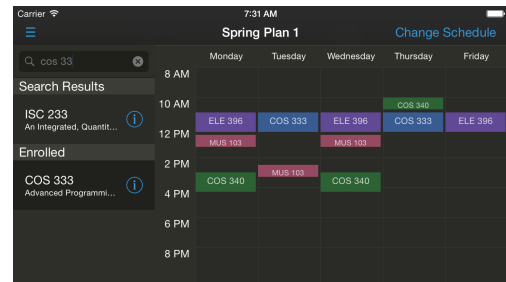 Carrier 7:31 AM
Spring Plan 1 Change Schedule
cos 33
Monday Tuesday Wednesday Thursday Friday
8 AM
Search Results
10 AM
COS 340
ISC 233
An Integrated, Quantit...
ELE 396 COS 333 ELE 396 COS 333 ELE 396
12 PM
MUS 103 MUS 103
Enrolled
2 PM
MUS 103
COS 333
Advanced Programmi...
COS 340 COS 340
4 PM
6 PM
8 PM